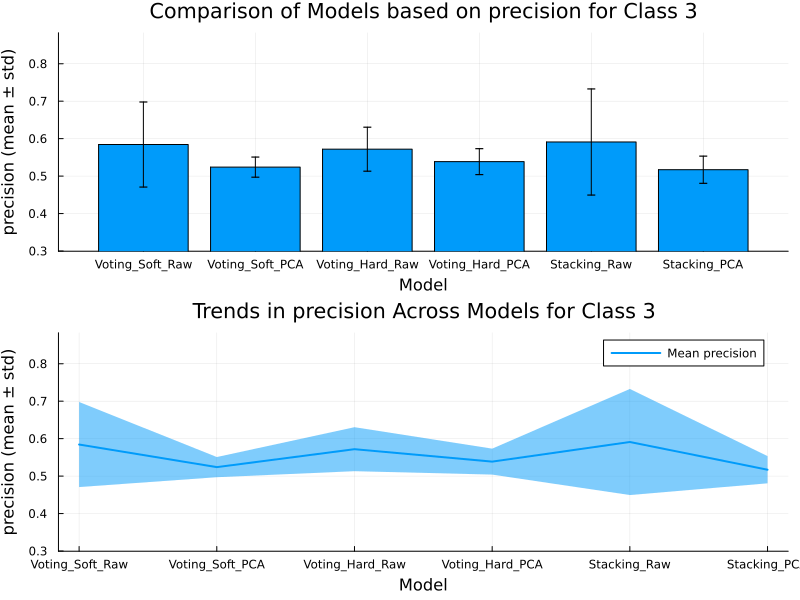 Comparison of Models based on precision for Class 3
precision (mean ± std)
0.8
0.7
0.6
0.5
0.4
0.3
Voting_Soft_Raw Voting_Soft_PCA Voting_Hard_Raw Voting_Hard_PCA Stacking_Raw Stacking_PCA
Model
Trends in precision Across Models for Class 3
precision (mean ± std)
Mean precision
0.8
0.7
0.6
0.5
0.4
0.3
Voting_Soft_Raw Voting_Soft_PCA Voting_Hard_Raw Voting_Hard_PCA Stacking_Raw Stacking_PC
Model